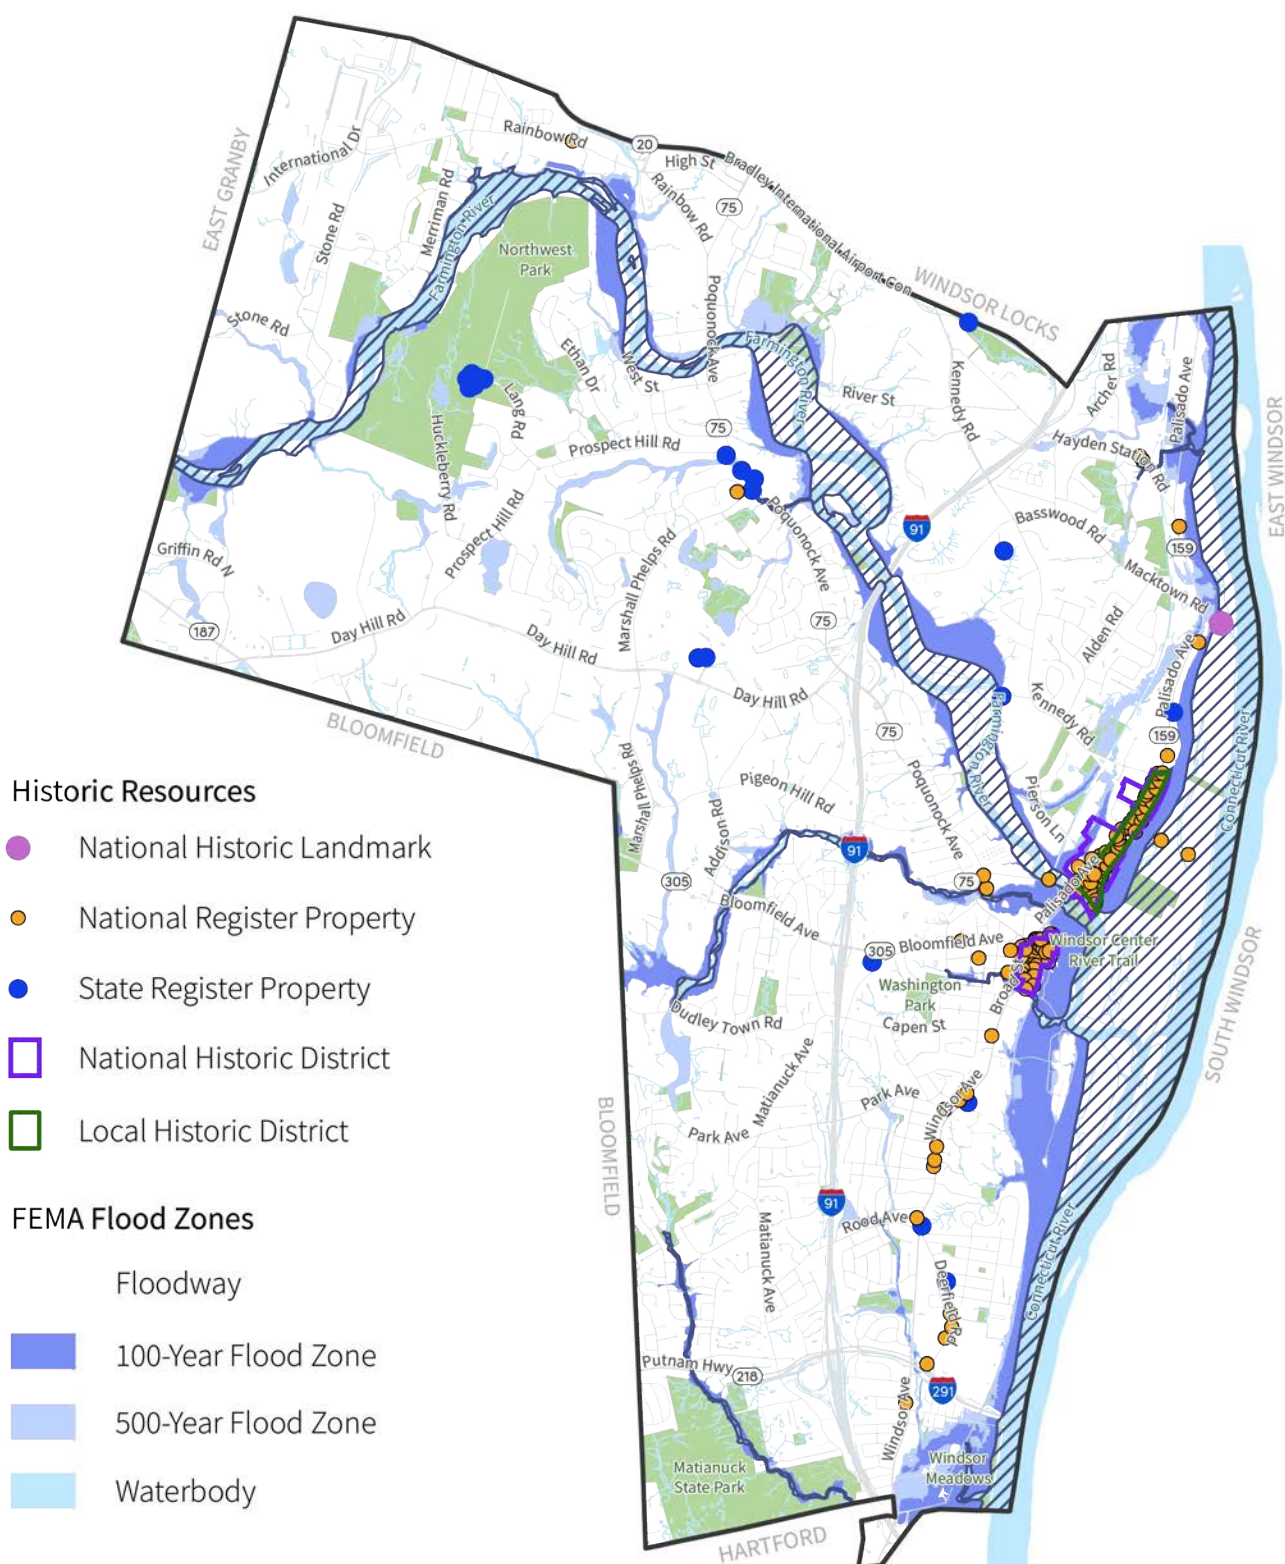 Rainbow Rd
20
High St
Bradley International Airport Con
International Dr
EAST GRANBY
Merriman Rd
Rainbow Rd
75
Stone Rd
Farmington River
Northwest
Park
WINDSOR LOCKS
Stone Rd
Poquonock Ave
Farmington River
Ethan Dr
West St
Kennedy Rd
Archer Rd
Palisado Ave
River St
Lang Rd
Huckleberry Rd
75
Prospect Hill Rd
Hayden Station Rd
EAST WINDSOR
Prospect Hill Rd
Poquonock Ave
91
Basswood Rd
159
Griffin Rd N
Marshall Phelps Rd
Macktown Rd
187
Day Hill Rd
Day Hill Rd
75
Alden Rd
Palisado Ave
Day Hill Rd
Kennedy Rd
Farmington River
BLOOMFIELD
75
159
Connecticut River
Marshall Phelps Rd
Pigeon Hill Rd
Poquonock Ave
Pierson Ln
Historic Resources
National Historic Landmark
Addison Rd
91
305
75
Palisado Ave
National Register Property
Bloomfield Ave
305
Bloomfield Ave
Windsor Center
River Trail
State Register Property
Washington
Park
Broad St
SOUTH WINDSOR
Dudley Town Rd
Capen St
National Historic District
Matianuck Ave
Park Ave
Windsor Ave
Local Historic District
Park Ave
BLOOMFIELD
FEMA Flood Zones
91
Rood Ave
Matianuck Ave
Connecticut River
Floodway
Deerfield Rd
100-Year Flood Zone
Putnam Hwy
218
291
500-Year Flood Zone
Windsor Ave
Windsor
Meadows
Matianuck
State Park
Waterbody
HARTFORD